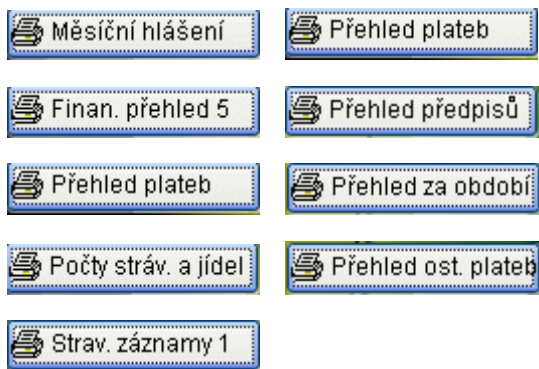 Měsíční hlášení
Přehled plateb
Finan. přehled 5
Přehled předpisů
Přehled plateb
Přehled za období
Počty stráv. a jídel
Přehled ost. plateb
Strav. záznamy 1